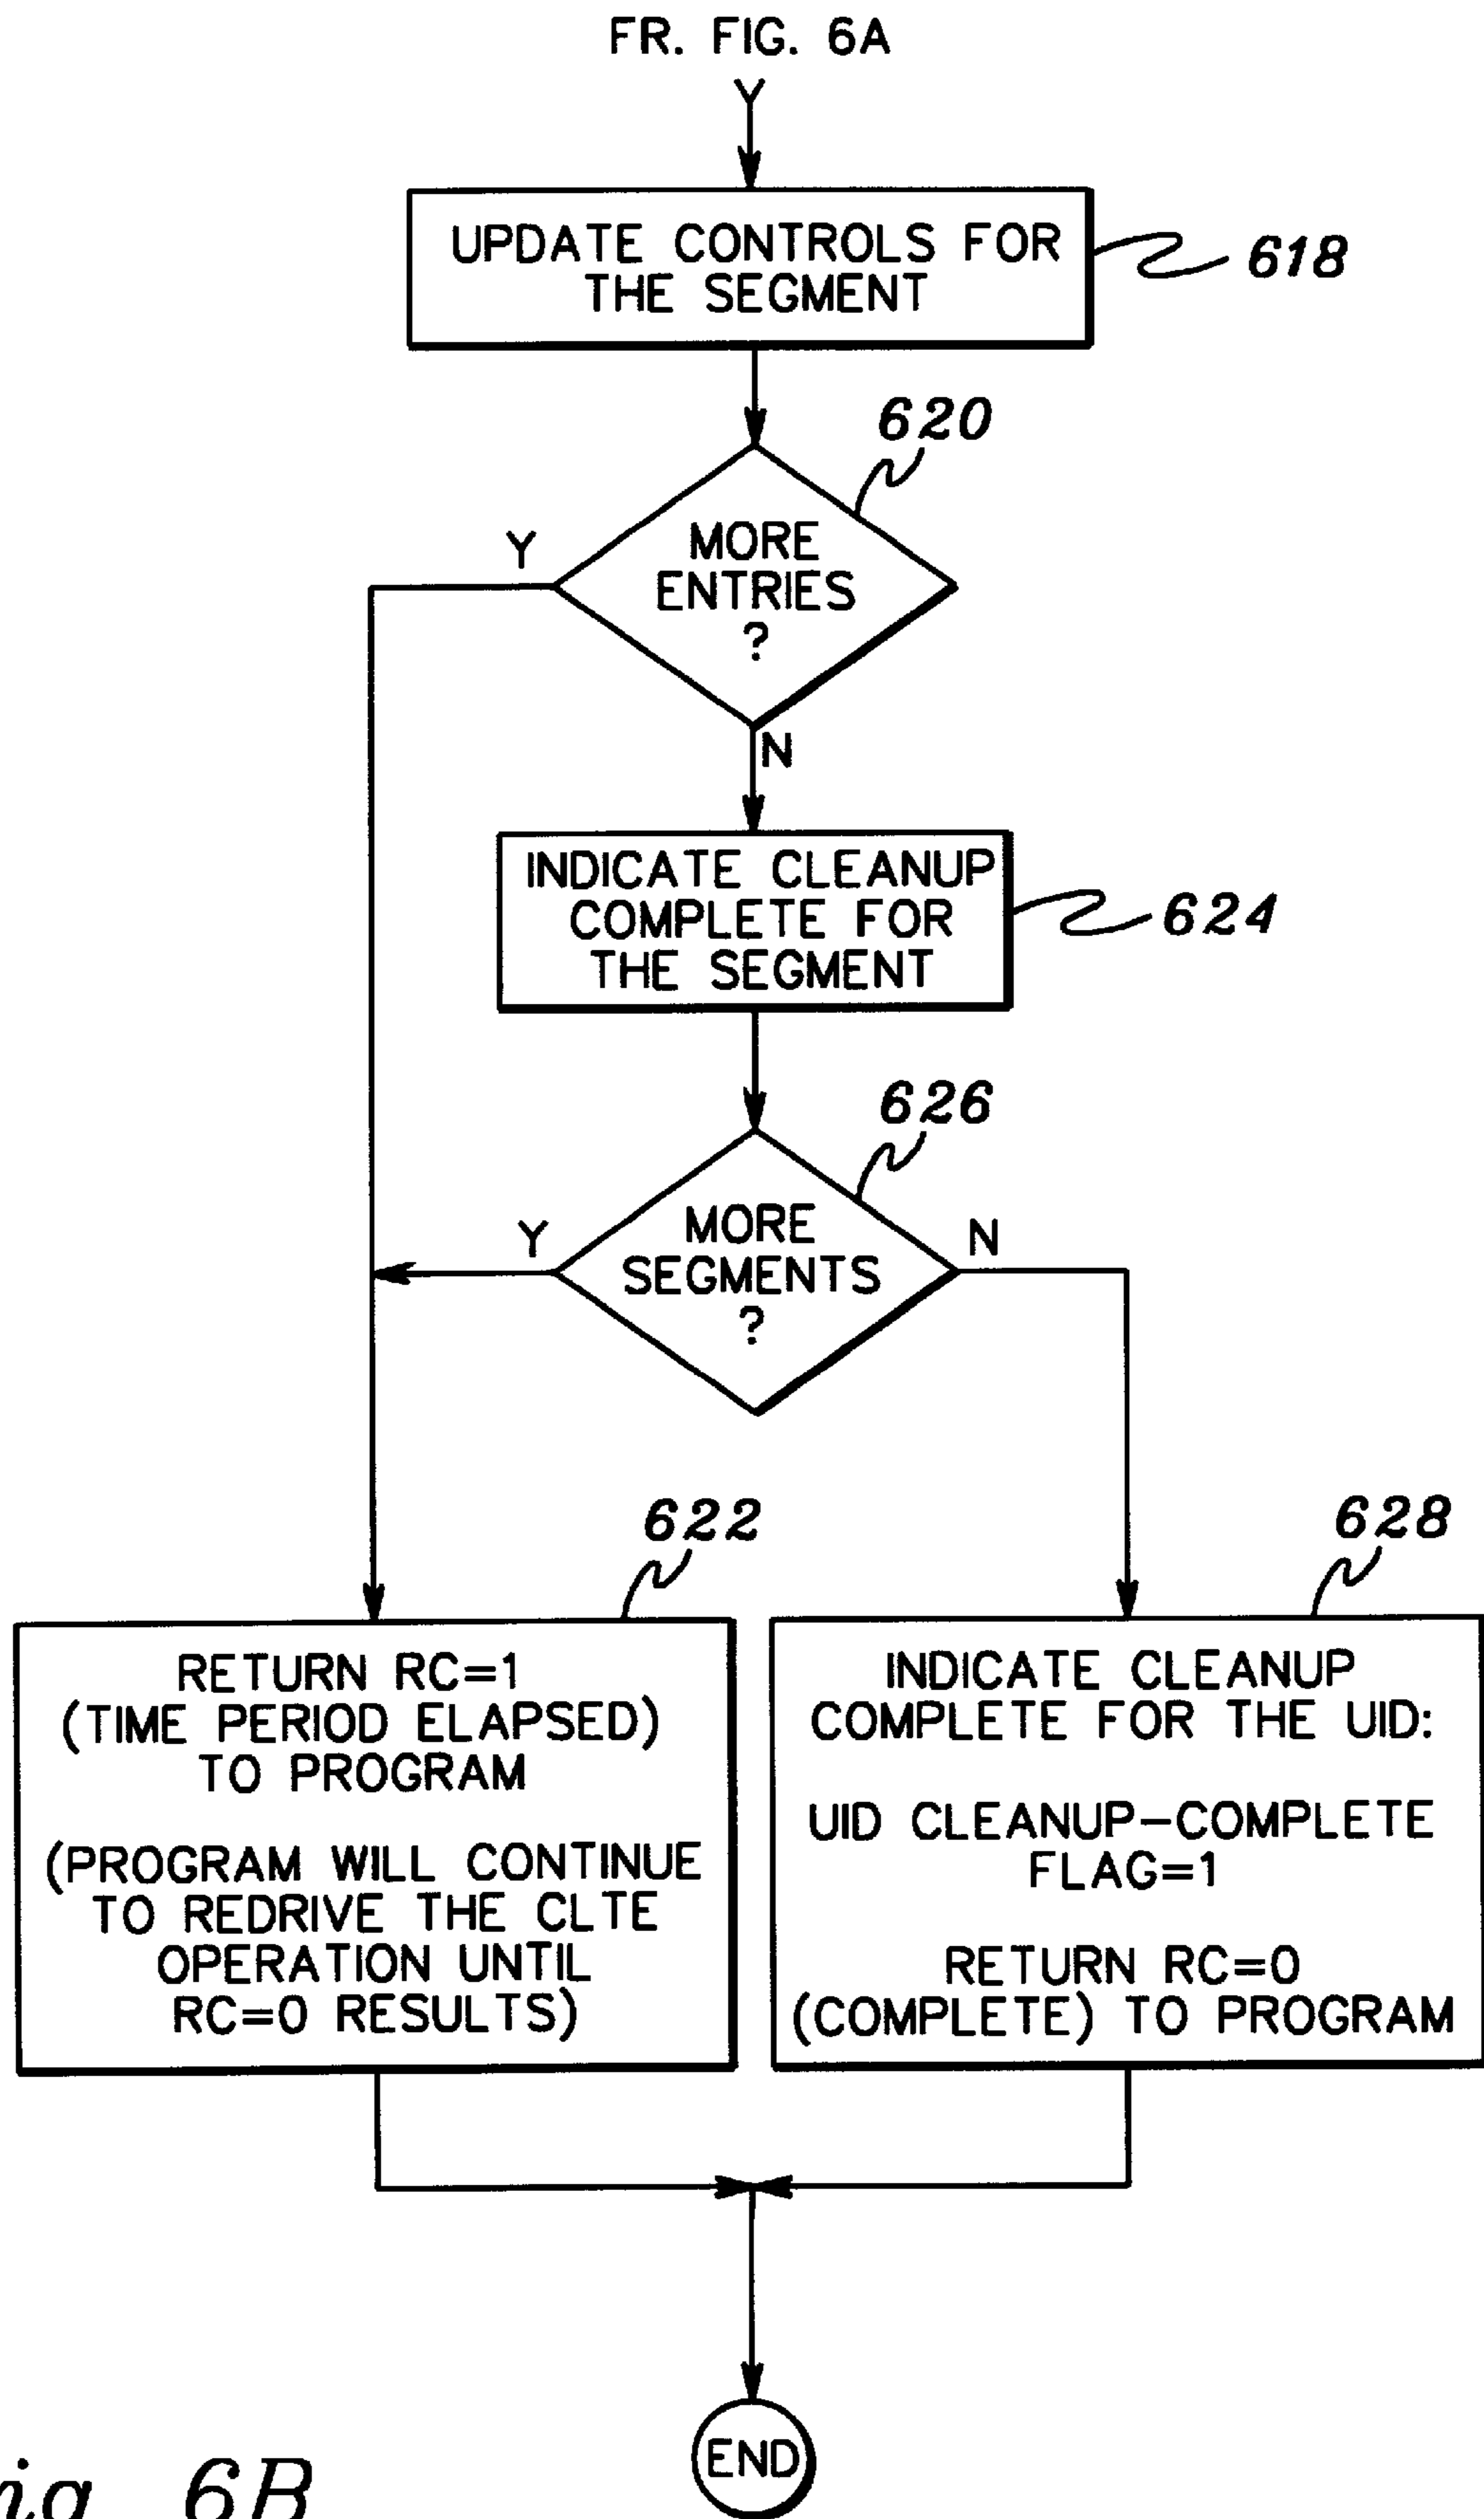 FR. FIG. 6A
Y
UPDATE CONTROLS FOR
THE SEGMENT
618
620
MORE
ENTRIES
?
Y
N
INDICATE CLEANUP
COMPLETE FOR
THE SEGMENT
624
626
MORE
SEGMENTS
?
Y
N
622
RETURN RC=1
(TIME PERIOD ELAPSED)
TO PROGRAM
(PROGRAM WILL CONTINUE
TO REDRIVE THE CLTE
OPERATION UNTIL
RC=0 RESULTS)
628
INDICATE CLEANUP
COMPLETE FOR THE UID:
UID CLEANUP-COMPLETE
FLAG=1
RETURN RC=0
(COMPLETE) TO PROGRAM
END
6B